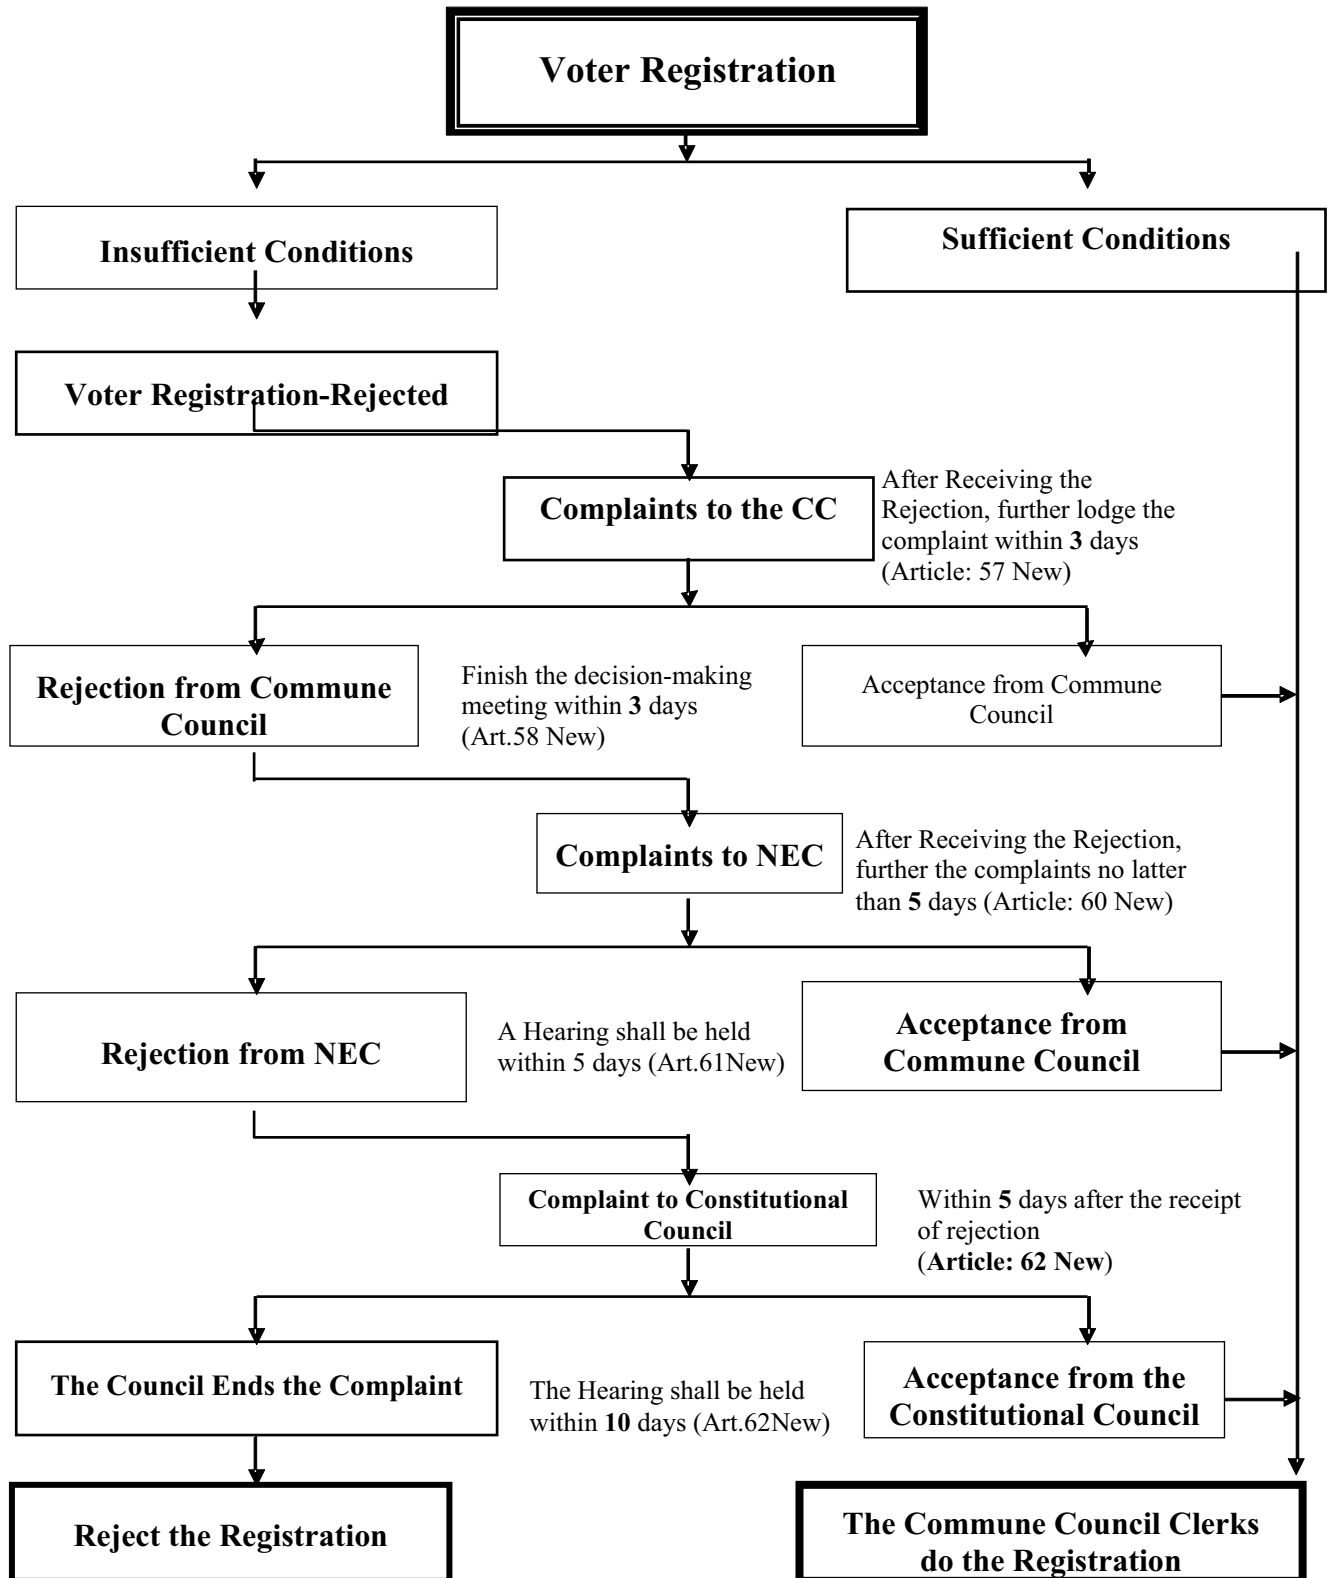 Voter Registration
Insufficient Conditions
Sufficient Conditions
Voter Registration-Rejected
Complaints to the CC
After Receiving the
Rejection, further lodge the
complaint within 3 days
(Article: 57 New)
Rejection from Commune
Council
Finish the decision-making
meeting within 3 days
(Art.58 New)
Acceptance from Commune
Council
Complaints to NEC
After Receiving the Rejection,
further the complaints no latter
than 5 days (Article: 60 New)
Rejection from NEC
A Hearing shall be held
within 5 days (Art.61New)
Acceptance from
Commune Council
Complaint to Constitutional
Council
Within 5 days after the receipt
of rejection
(Article: 62 New)
The Council Ends the Complaint
The Hearing shall be held
within 10 days (Art.62New)
Acceptance from the
Constitutional Council
Reject the Registration
The Commune Council Clerks
do the Registration